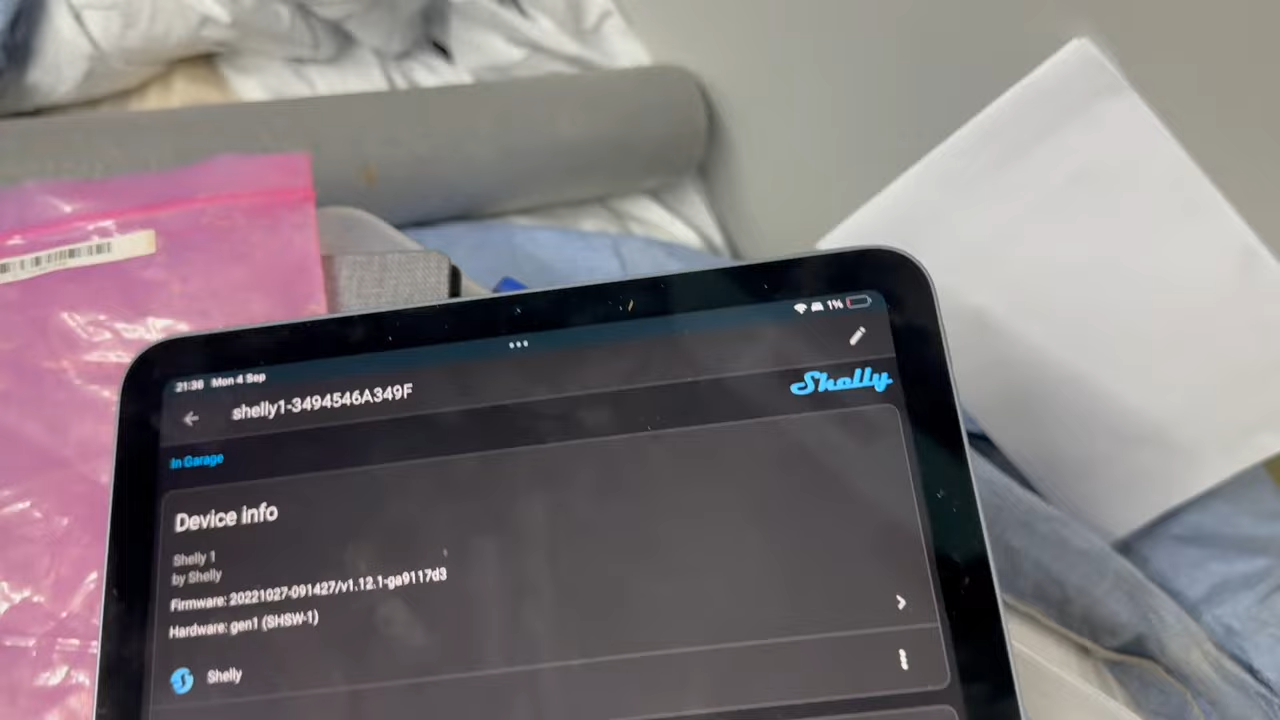 21:36 Mon 4 Sep
1%
shelly1-3494546A349F
Shelly
In Garage
Device info
Shelly 1
by Shelly
Firmware: 20221027-091427/v1.12.1-ga9117d3
Hardware: gen1 (SHSW-1)
Shelly